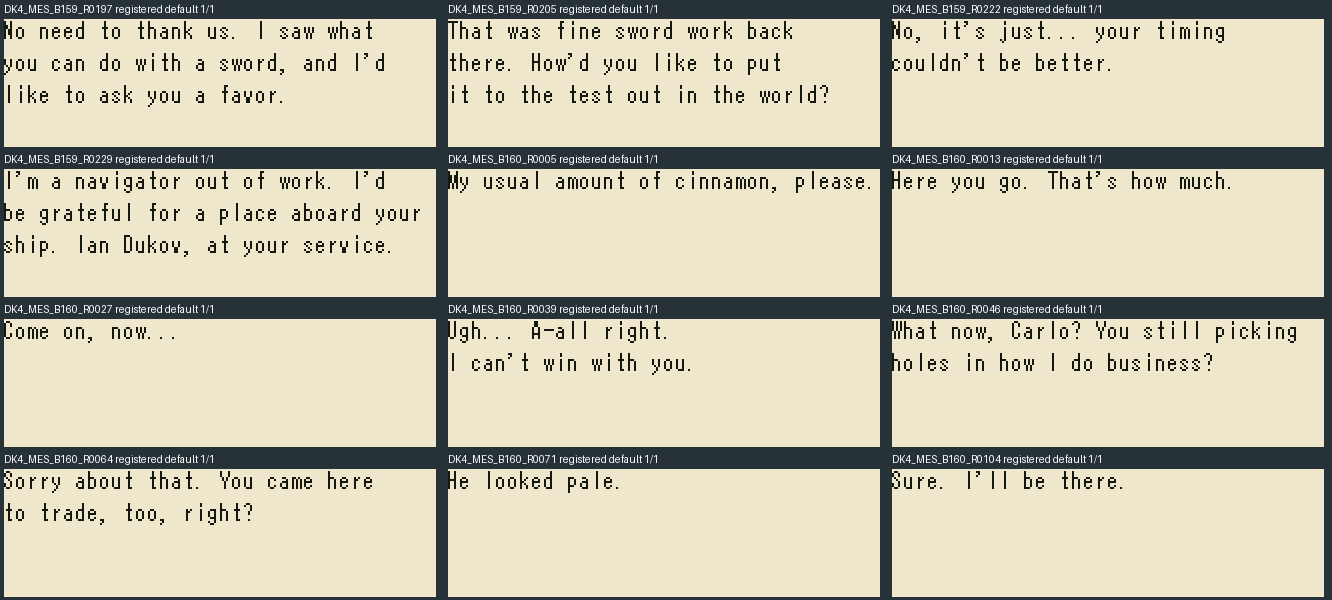 DK4_MES_B159_R0197 registered default 1/1
No need to thank us. I saw what
you can do with a sword, and I'd
like to ask you a favor.
DK4_MES_B159_R0205 registered default 1/1
That was fine sword work back
there. How'd you like to put
it to the test out in the world?
DK4_MES_B159_R0222 registered default 1/1
No, it's just... your timing
couldn't be better.
DK4_MES_B159_R0229 registered default 1/1
I'm a navigator out of work. I'd
be grateful for a place aboard your
ship. Ian Dukov, at your service.
DK4_MES_B160_R0005 registered default 1/1
My usual amount of cinnamon, please.
DK4_MES_B160_R0013 registered default 1/1
Here you go. That's how much.
DK4_MES_B160_R0027 registered default 1/1
Come on, now...
DK4_MES_B160_R0039 registered default 1/1
Ugh... A-all right.
I can't win with you.
DK4_MES_B160_R0046 registered default 1/1
What now, Carlo? You still picking
holes in how I do business?
DK4_MES_B160_R0064 registered default 1/1
Sorry about that. You came here
to trade, too, right?
DK4_MES_B160_R0071 registered default 1/1
He looked pale.
DK4_MES_B160_R0104 registered default 1/1
Sure. I'll be there.